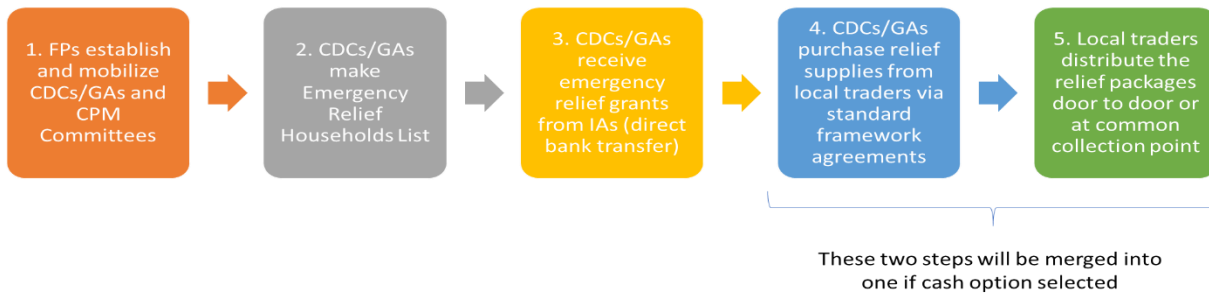 1. FPs establish
and mobilize
CDCs/GAs and
CPM
Committees
2. CDCs/GAs
make
Emergency
Relief
Households List
3. CDCs/GAs
receive
emergency
relief grants
from IAs (direct
bank transfer)
4. CDCs/GAs
purchase relief
supplies from
local traders via
standard
framework
agreements
5. Local traders
distribute the
relief packages
door to door or
at common
collection point
These two steps will be merged into
one if cash option selected